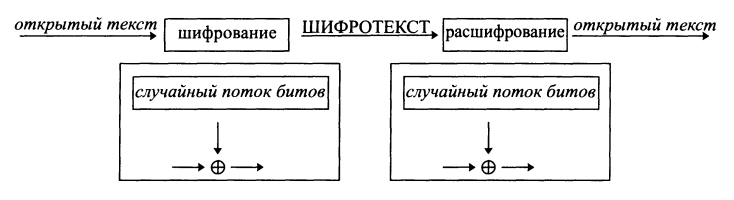 открытый текст шифрование ШИФРОТЕКСТ расшифрование открытый текст
случайный поток битов случайный поток битов